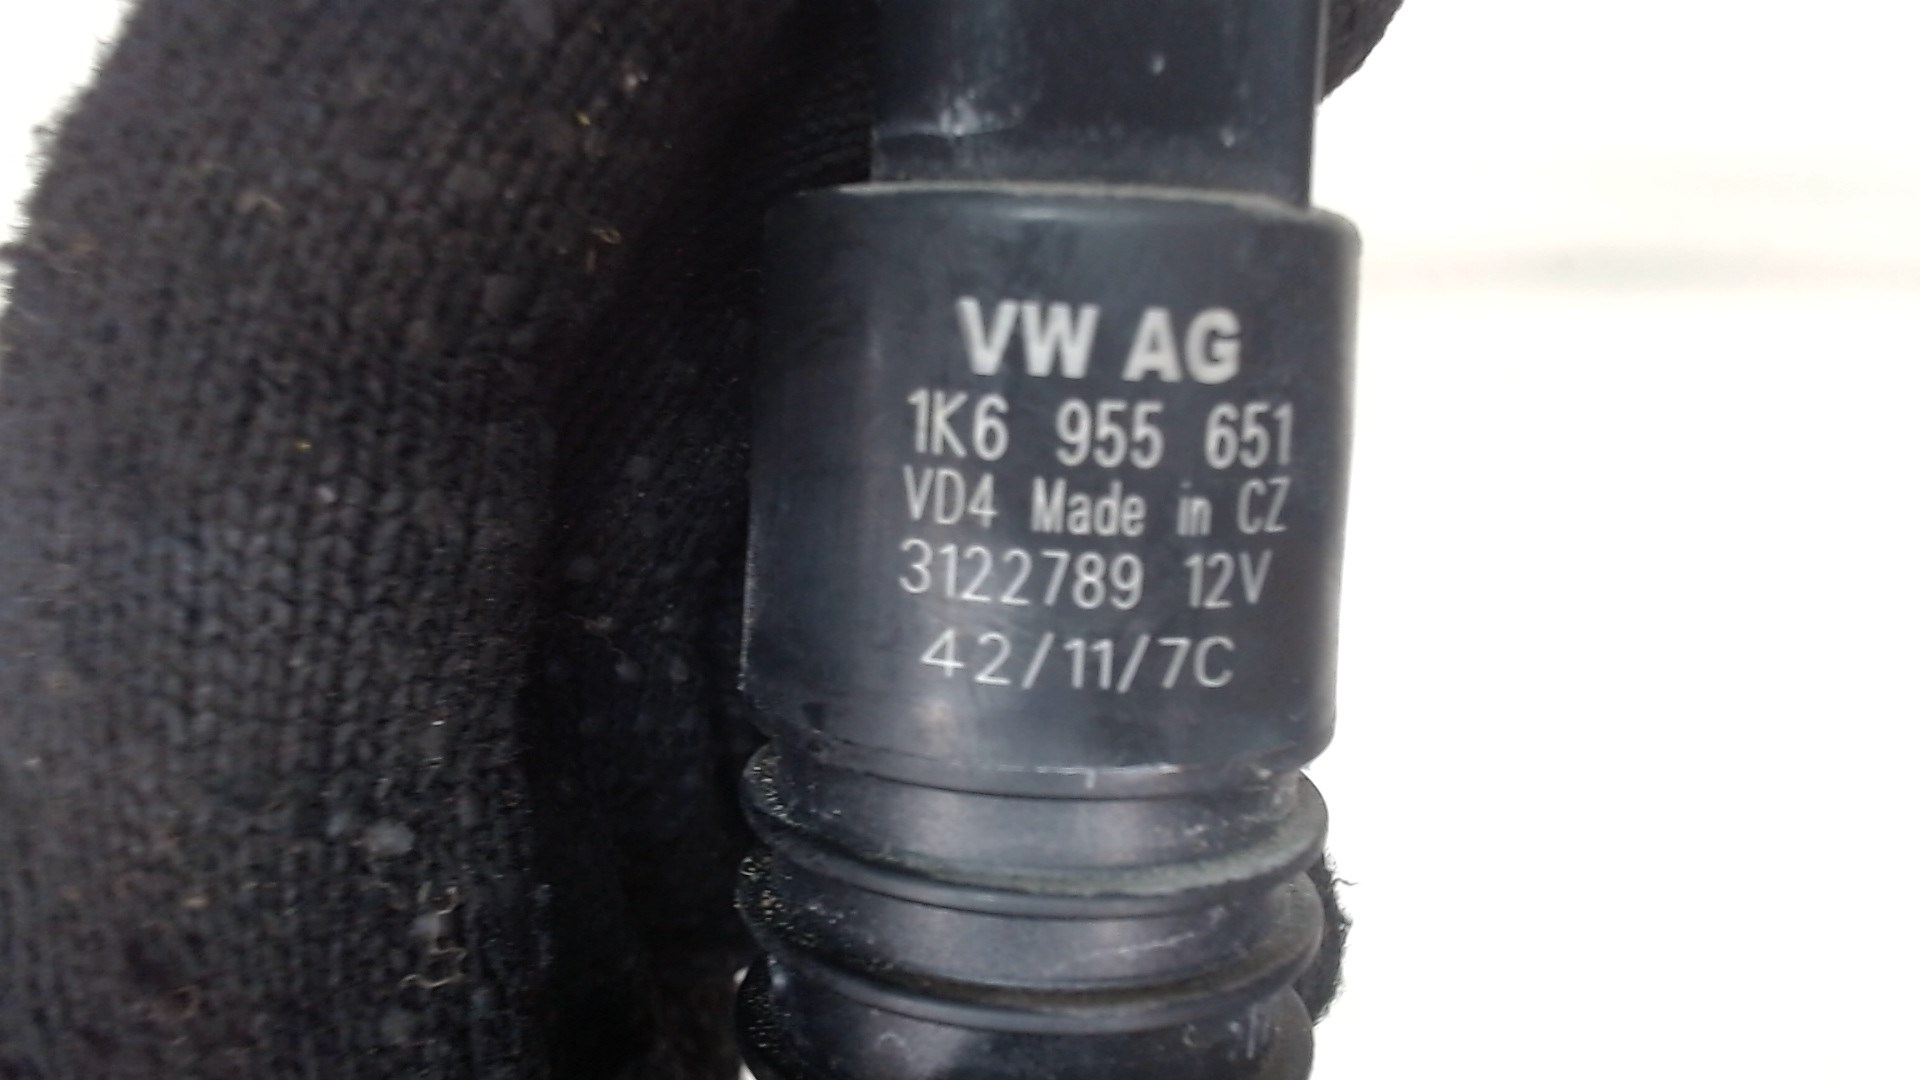 VW AG
1K6 955 651
VD4 Made in CZ
3122789 12V
42/11/7C